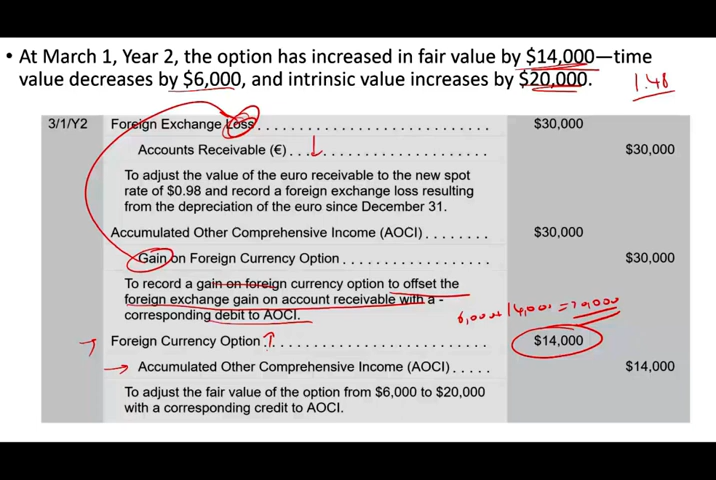 • At March 1, Year 2, the option has increased in fair value by $14,000—time
value decreases by $6,000, and intrinsic value increases by $20,000.
1.48
3/1/Y2 Foreign Exchange Loss . . . . . . . . . . . . . . . . . . . . . . . . . . . . . . . . . . $30,000
Accounts Receivable (€) . . . . . . . . . . . . . . . . . . . . . . . . . . . . . $30,000
To adjust the value of the euro receivable to the new spot
rate of $0.98 and record a foreign exchange loss resulting
from the depreciation of the euro since December 31.
Accumulated Other Comprehensive Income (AOCI) . . . . . . . . $30,000
Gain on Foreign Currency Option . . . . . . . . . . . . . . . . . . . . . . $30,000
To record a gain on foreign currency option to offset the
foreign exchange gain on account receivable with a
corresponding debit to AOCI.
6,000+14,000=20,000
Foreign Currency Option . . . . . . . . . . . . . . . . . . . . . . . . . . . . . . . . $14,000
Accumulated Other Comprehensive Income (AOCI) . . . . . $14,000
To adjust the fair value of the option from $6,000 to $20,000
with a corresponding credit to AOCI.